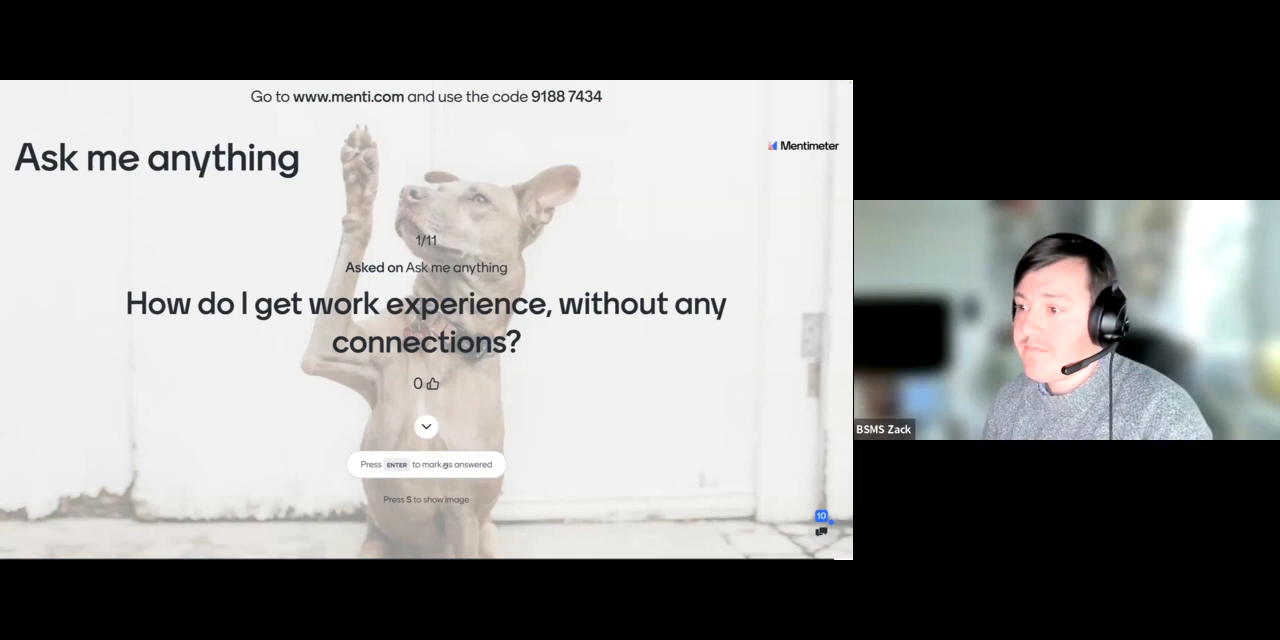 Go to www.menti.com and use the code 9188 7434
Ask me anything
Mentimeter
1/11
Asked on Ask me anything
How do I get work experience, without any
connections?
0
Press ENTER to mark as answered
Press S to show image
10
BSMS Zack